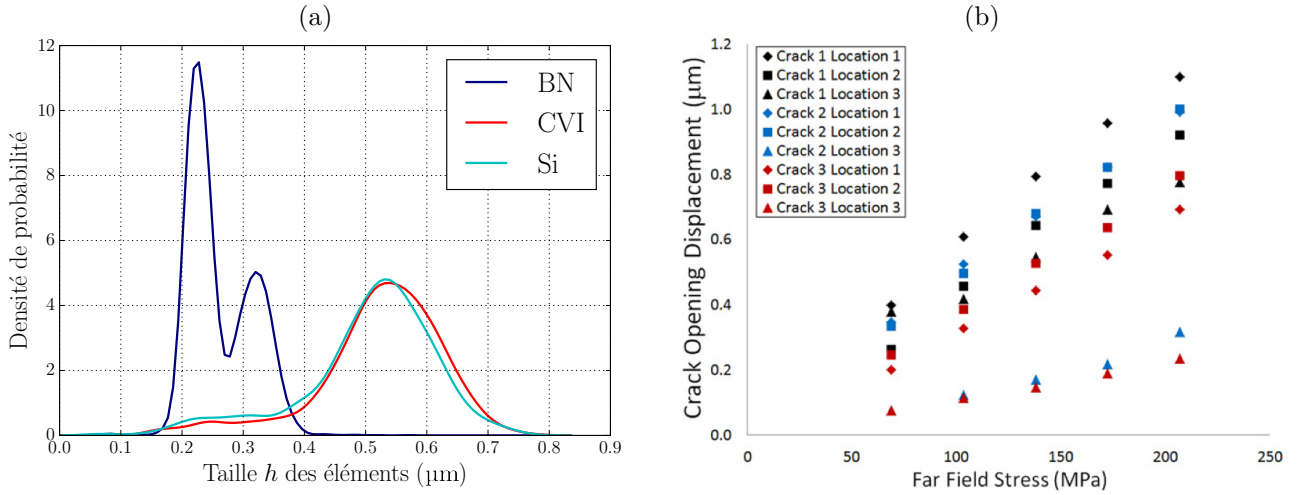 (a)
12
10
8
6
4
2
0
0.0 0.1 0.2 0.3 0.4 0.5 0.6 0.7 0.8 0.9
Densité de probabilité
Taille h des éléments (µm)
BN
CVI
Si
(b)
1.2
1.0
0.8
0.6
0.4
0.2
0.0
0 50 100 150 200 250
Crack Opening Displacement (µm)
Far Field Stress (MPa)
Crack 1 Location 1
Crack 1 Location 2
Crack 1 Location 3
Crack 2 Location 1
Crack 2 Location 2
Crack 2 Location 3
Crack 3 Location 1
Crack 3 Location 2
Crack 3 Location 3